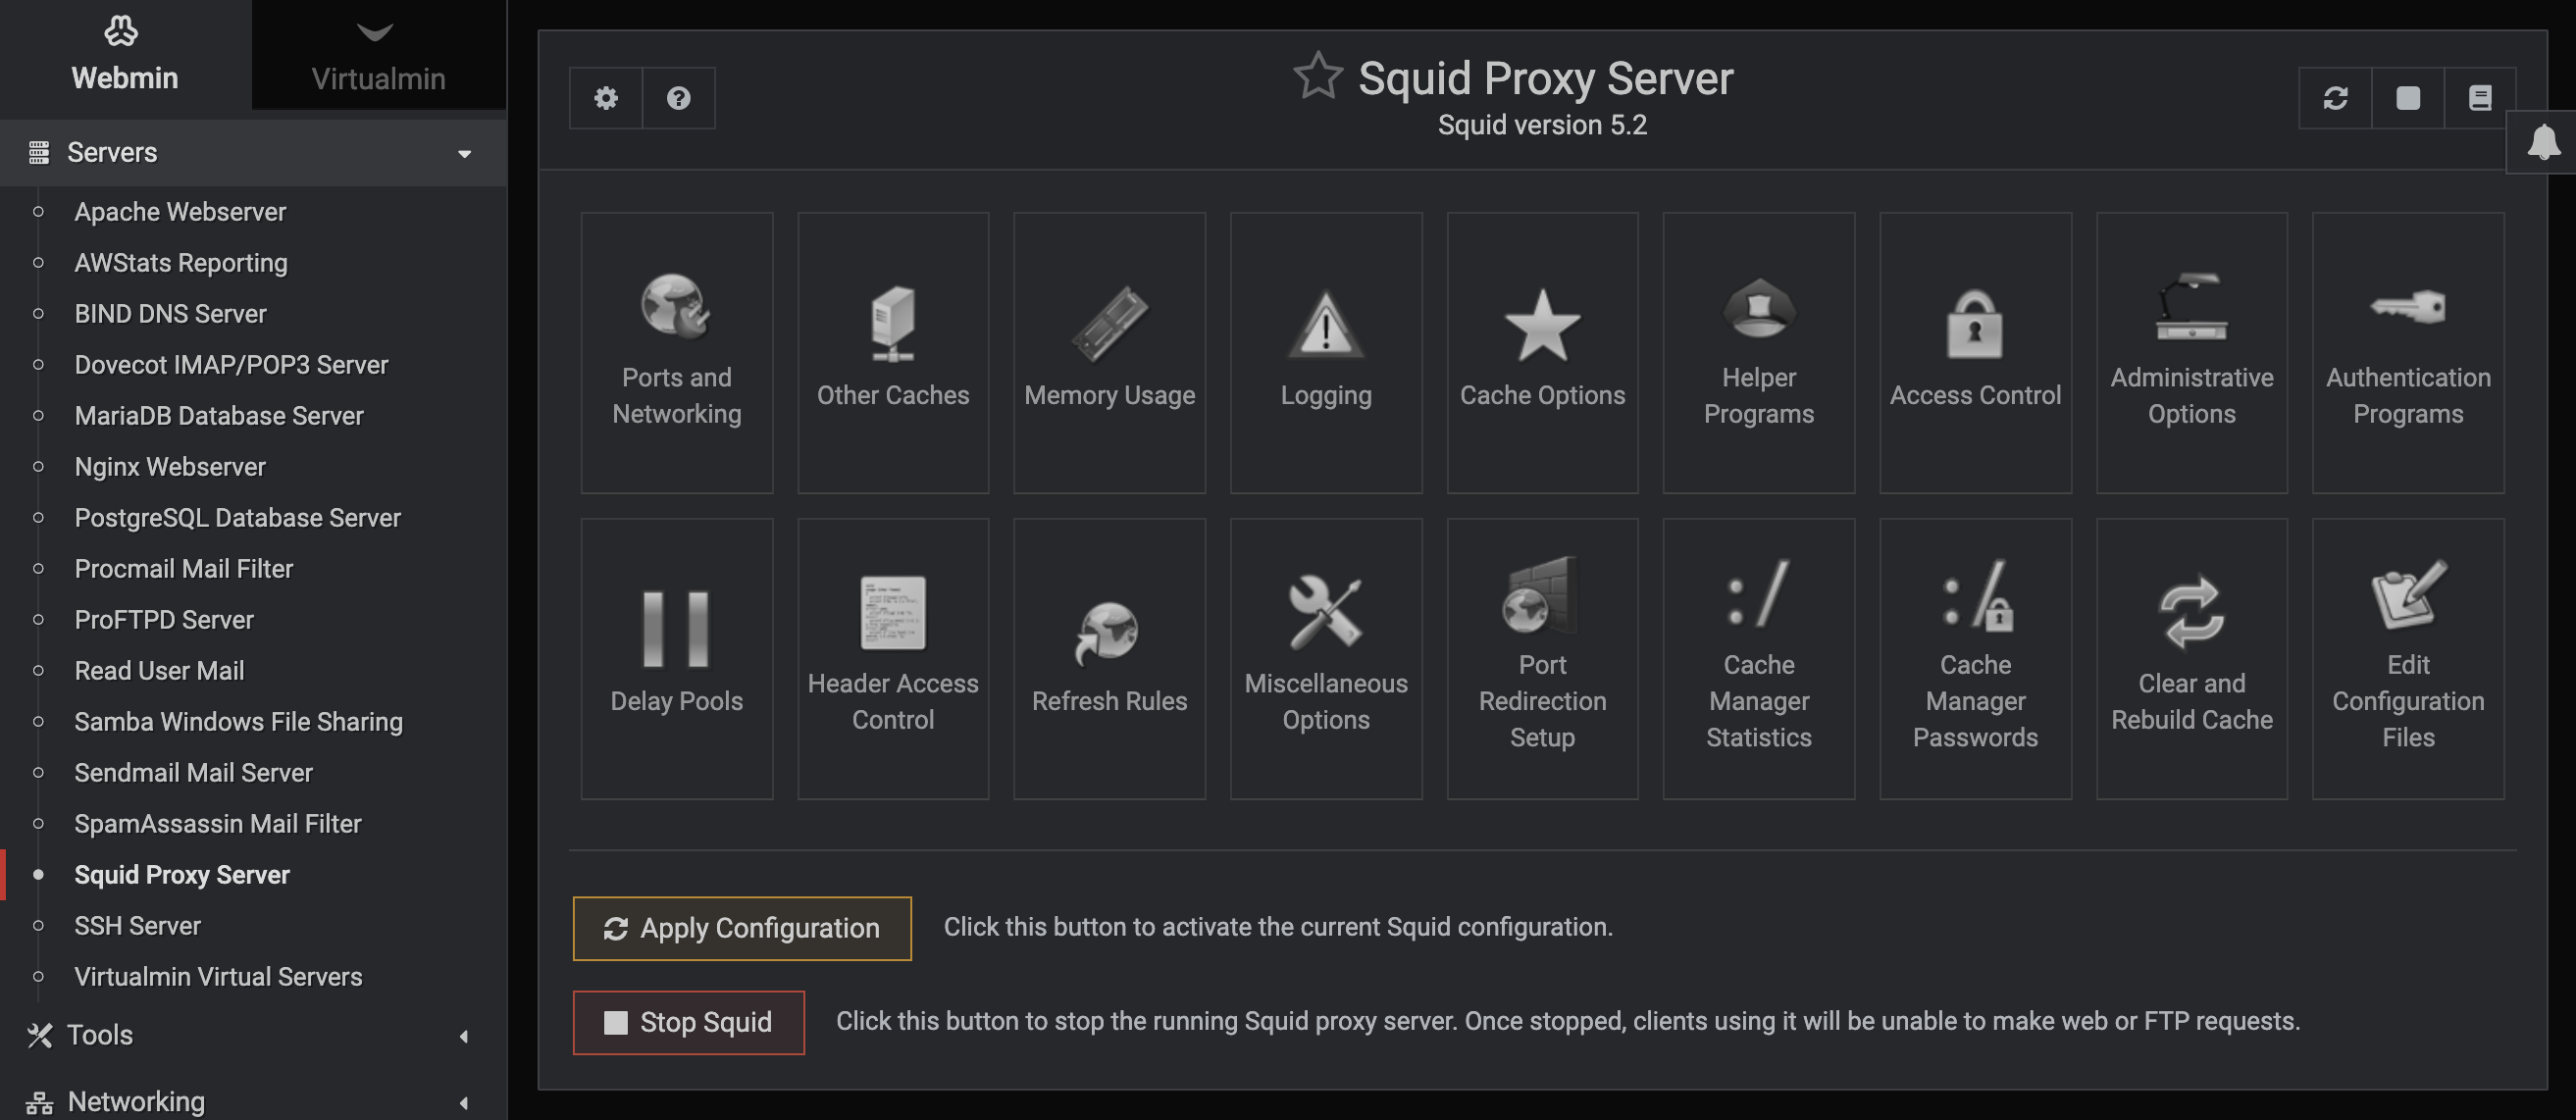 Webmin
Virtualmin
Servers
Apache Webserver
AWStats Reporting
BIND DNS Server
Dovecot IMAP/POP3 Server
MariaDB Database Server
Nginx Webserver
PostgreSQL Database Server
Procmail Mail Filter
ProFTPD Server
Read User Mail
Samba Windows File Sharing
Sendmail Mail Server
SpamAssassin Mail Filter
Squid Proxy Server
SSH Server
Virtualmin Virtual Servers
Tools
Networking
Squid Proxy Server
Squid version 5.2
Ports and
Networking
Other Caches
Memory Usage
Logging
Cache Options
Helper
Programs
Access Control
Administrative
Options
Authentication
Programs
Delay Pools
Header Access
Control
Refresh Rules
Miscellaneous
Options
Port
Redirection
Setup
:/
Cache
Manager
Statistics
:/
Cache
Manager
Passwords
Clear and
Rebuild Cache
Edit
Configuration
Files
Apply Configuration
Click this button to activate the current Squid configuration.
Stop Squid
Click this button to stop the running Squid proxy server. Once stopped, clients using it will be unable to make web or FTP requests.